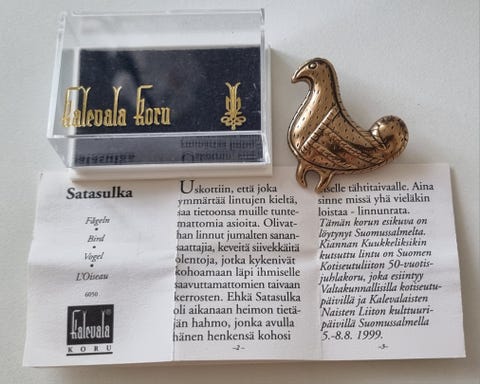 Kalevala Koru
Satasulka
Fågeln
•
Bird
•
Vogel
•
L'Oiseau
6050
Kalevala
KORU
Uskottiin, että joka
ymmärtää lintujen kieltä,
saa tietoonsa muille tunte-
mattomia asioita. Olivat-
han linnut jumalten sanan-
saattajia, keveitä siivekkäitä
olentoja, jotka kykenivät
kohoamaan läpi ihmiselle
saavuttamattomien taivaan
kerrosten. Ehkä Satasulka
oli aikanaan heimon tietä-
jän hahmo, jonka avulla
hänen henkensä kohosi
–2–
itselle tähtitaivaalle. Aina
sinne missä yhä vieläkin
loistaa - linnunrata.
Tämän korun esikuva on
löytynyt Suomussalmelta.
Kiannan Kuukkeliksikin
kutsuttu lintu on Suomen
Kotiseutuliiton 50-vuotis-
juhlakoru, joka esiintyy
Valtakunnallisilla kotiseutu-
päivillä ja Kalevalaisten
Naisten Liiton kulttuuri-
päivillä Suomussalmella
5.-8.8. 1999.
–3–